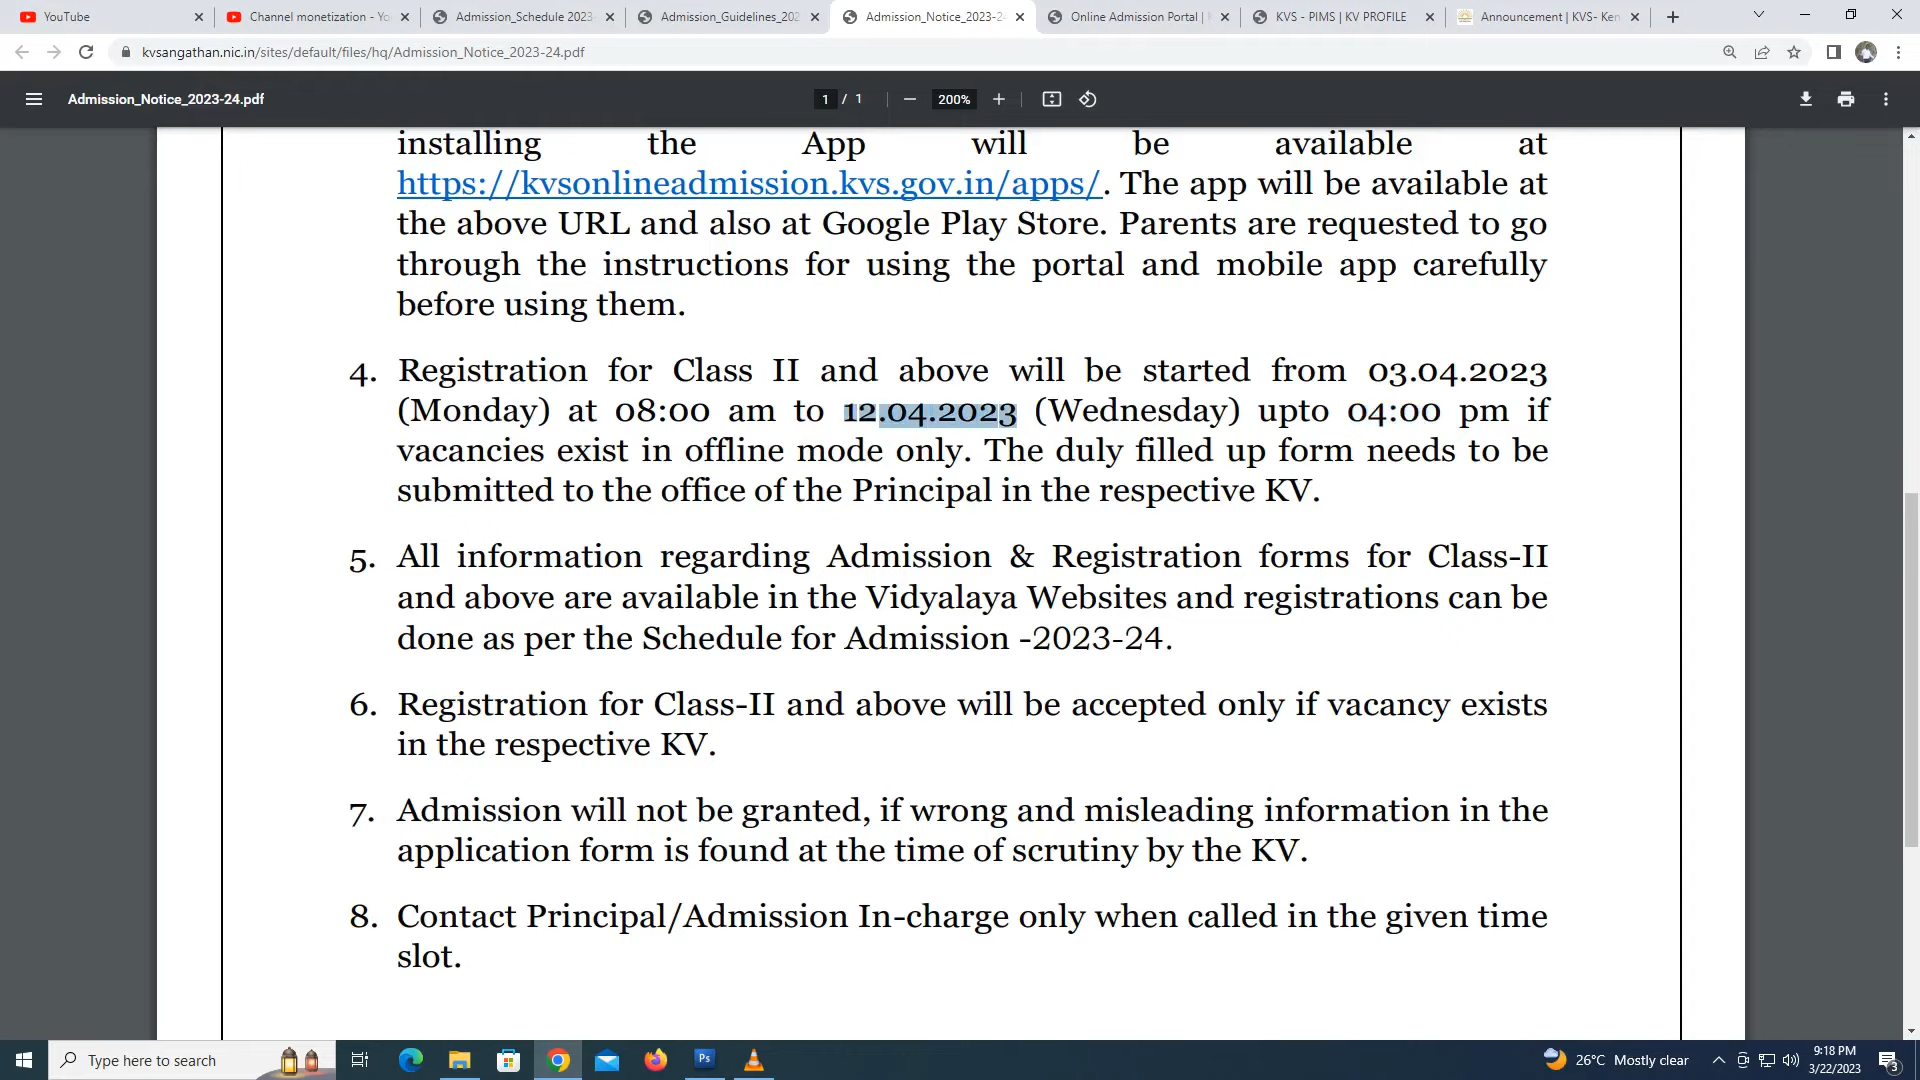 YouTube
Channel monetization - Yo
Admission_Schedule 2023-
Admission_Guidelines_202
Admission_Notice_2023-24
Online Admission Portal |
KVS - PIMS | KV PROFILE
Announcement | KVS- Ken
kvsangathan.nic.in/sites/default/files/hq/Admission_Notice_2023-24.pdf
Admission_Notice_2023-24.pdf
1 / 1
200%
installing the App will be available at
https://kvsonlineadmission.kvs.gov.in/apps/. The app will be available at
the above URL and also at Google Play Store. Parents are requested to go
through the instructions for using the portal and mobile app carefully
before using them.
4. Registration for Class II and above will be started from 03.04.2023
(Monday) at 08:00 am to 12.04.2023 (Wednesday) upto 04:00 pm if
vacancies exist in offline mode only. The duly filled up form needs to be
submitted to the office of the Principal in the respective KV.
5. All information regarding Admission & Registration forms for Class-II
and above are available in the Vidyalaya Websites and registrations can be
done as per the Schedule for Admission -2023-24.
6. Registration for Class-II and above will be accepted only if vacancy exists
in the respective KV.
7. Admission will not be granted, if wrong and misleading information in the
application form is found at the time of scrutiny by the KV.
8. Contact Principal/Admission In-charge only when called in the given time
slot.
Type here to search
Ps
26°C Mostly clear
9:18 PM
3/22/2023
3